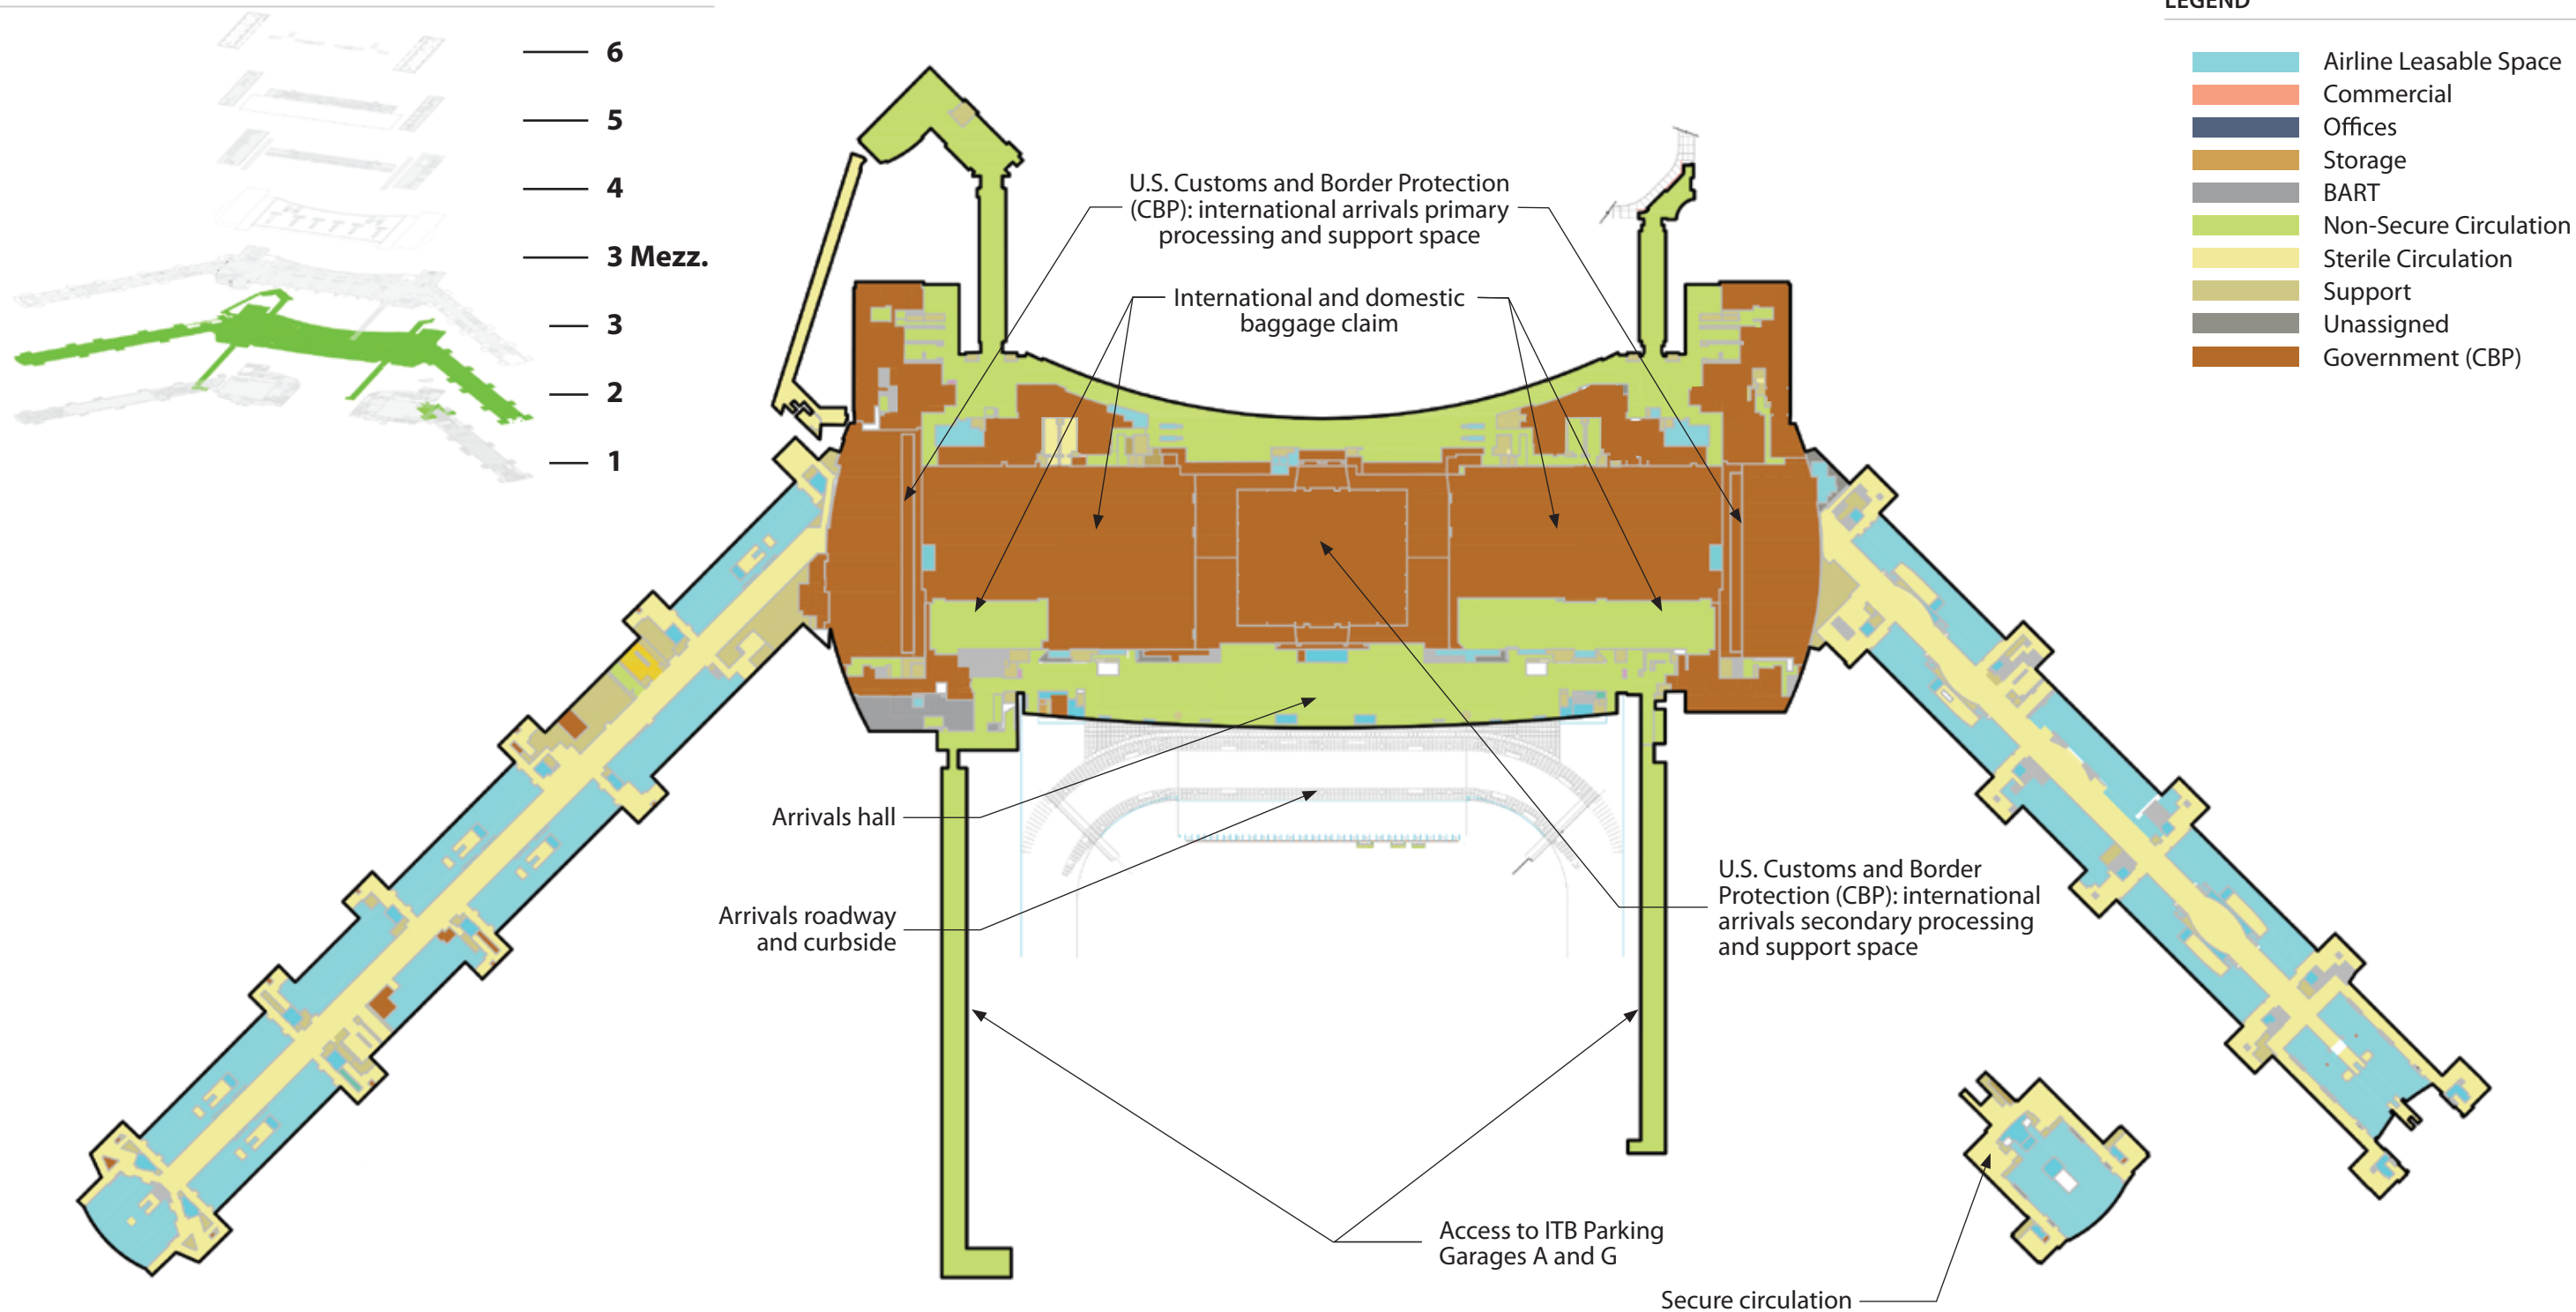 6
5
4
3 Mezz.
3
2
1
LEGEND
Airline Leasable Space
Commercial
Offices
Storage
BART
Non-Secure Circulation
Sterile Circulation
Support
Unassigned
Government (CBP)
U.S. Customs and Border Protection
(CBP): international arrivals primary
processing and support space
International and domestic
baggage claim
Arrivals hall
Arrivals roadway
and curbside
U.S. Customs and Border
Protection (CBP): international
arrivals secondary processing
and support space
Access to ITB Parking
Garages A and G
Secure circulation